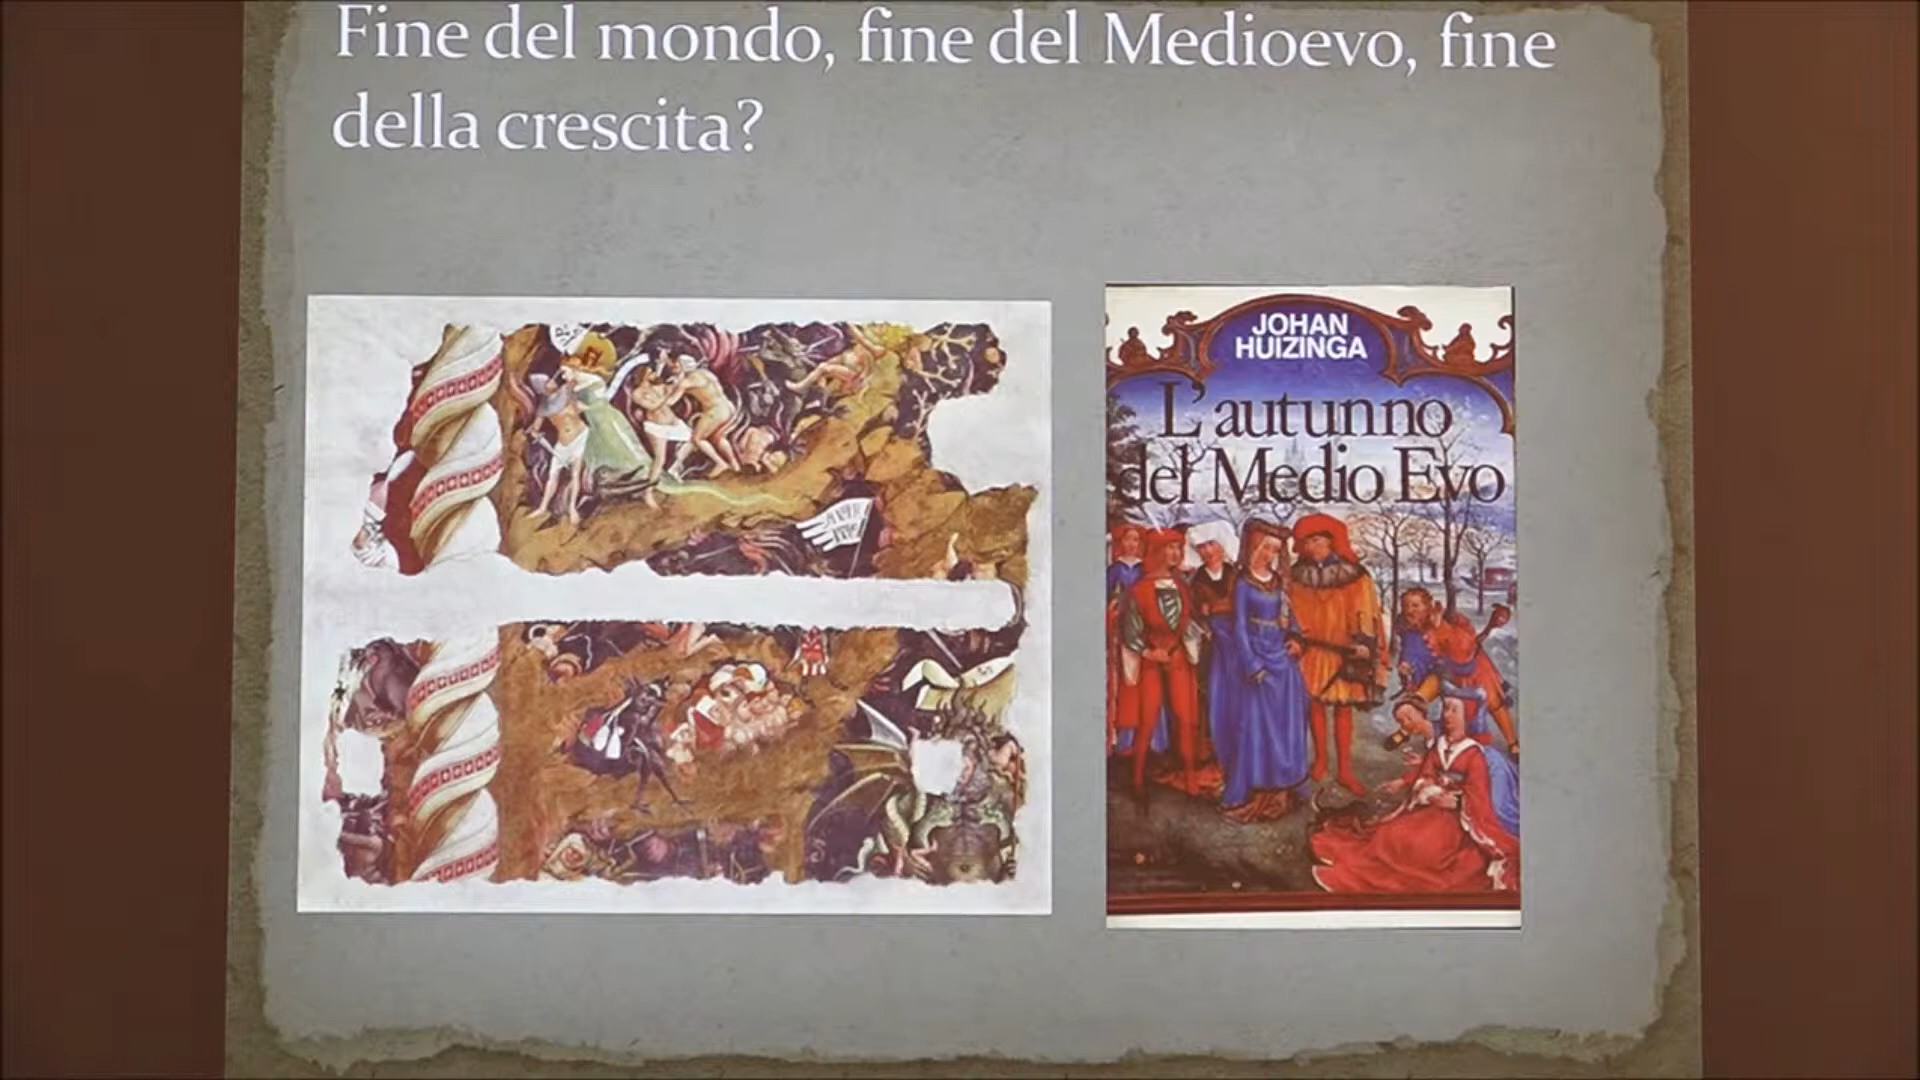 Fine del mondo, fine del Medioevo, fine
della crescita?
JOHAN
HUIZINGA
L'autunno
del Medio Evo